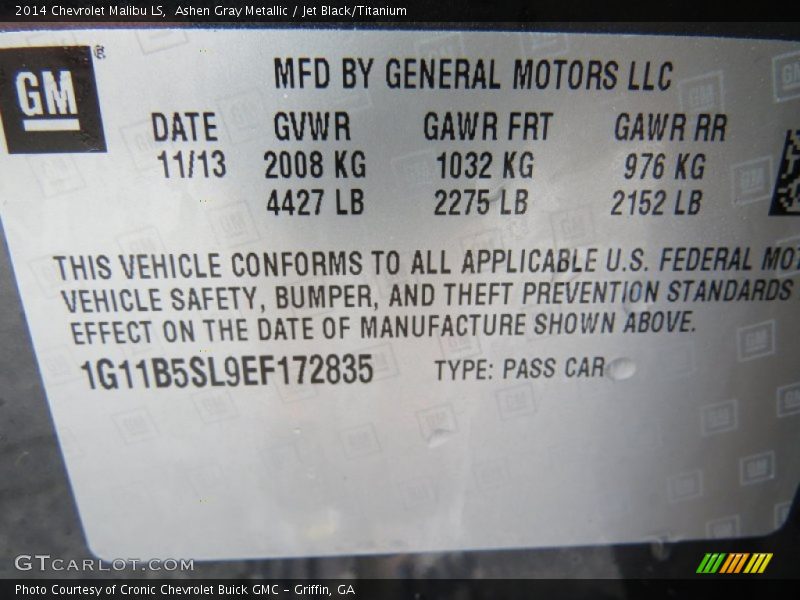 2014 Chevrolet Malibu LS,  Ashen Gray Metallic / Jet Black/Titanium
GM®
MFD BY GENERAL MOTORS LLC
DATE GVWR GAWR FRT GAWR RR
11/13 2008 KG 1032 KG 976 KG
4427 LB 2275 LB 2152 LB
THIS VEHICLE CONFORMS TO ALL APPLICABLE U.S. FEDERAL MOT
VEHICLE SAFETY, BUMPER, AND THEFT PREVENTION STANDARDS
EFFECT ON THE DATE OF MANUFACTURE SHOWN ABOVE.
1G11B5SL9EF172835 TYPE: PASS CAR
GTCARLOT.COM
Photo Courtesy of Cronic Chevrolet Buick GMC – Griffin, GA